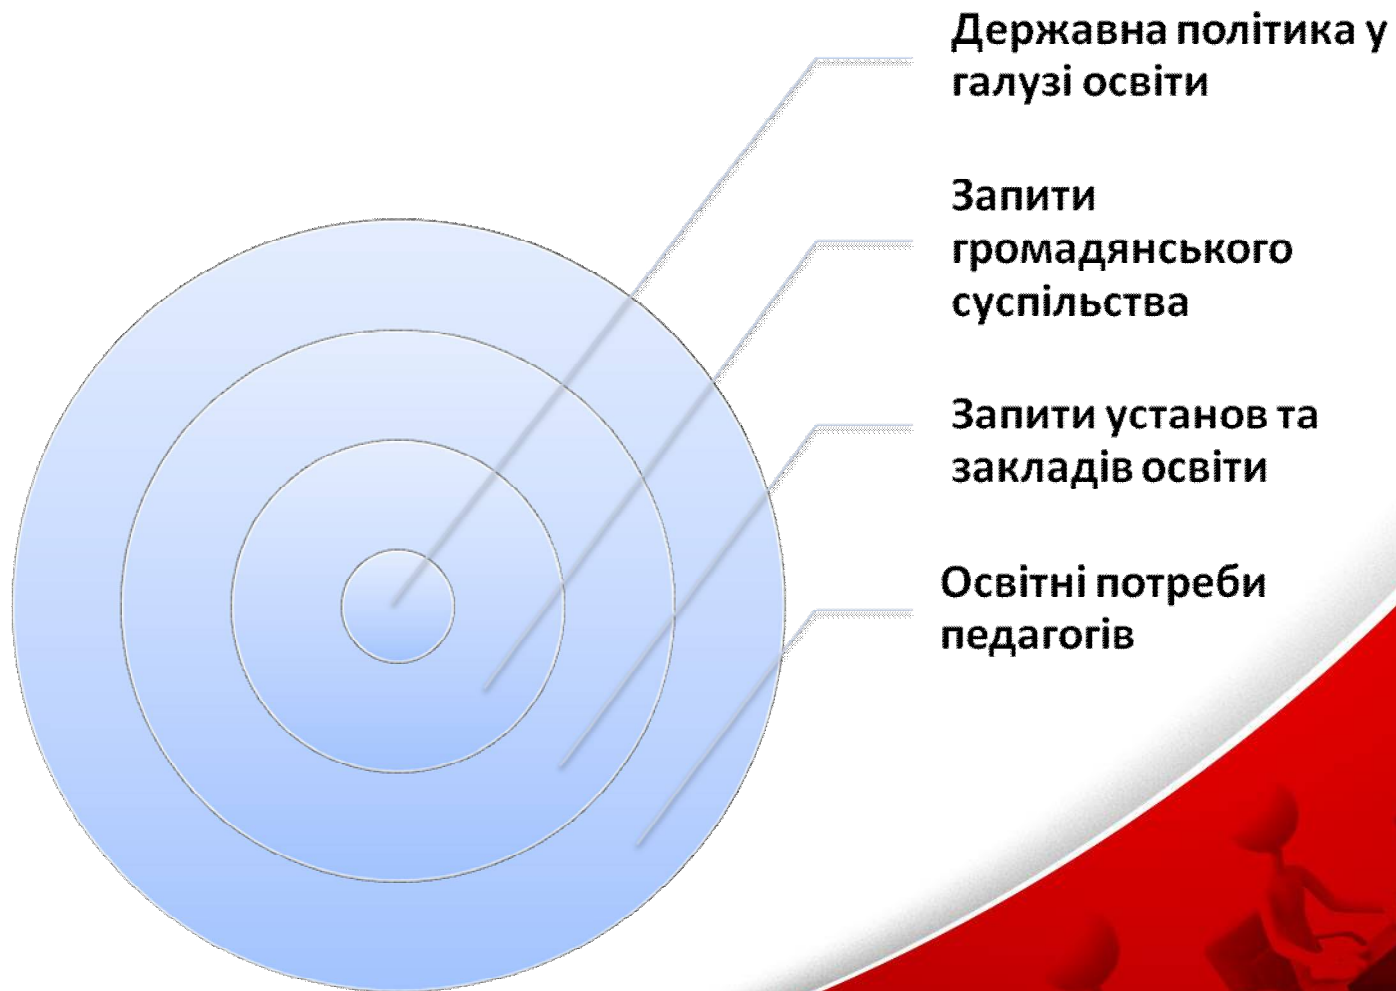 Державна політика у
галузі освіти
Запити
громадянського
суспільства
Запити установ та
закладів освіти
Освітні потреби
педагогів